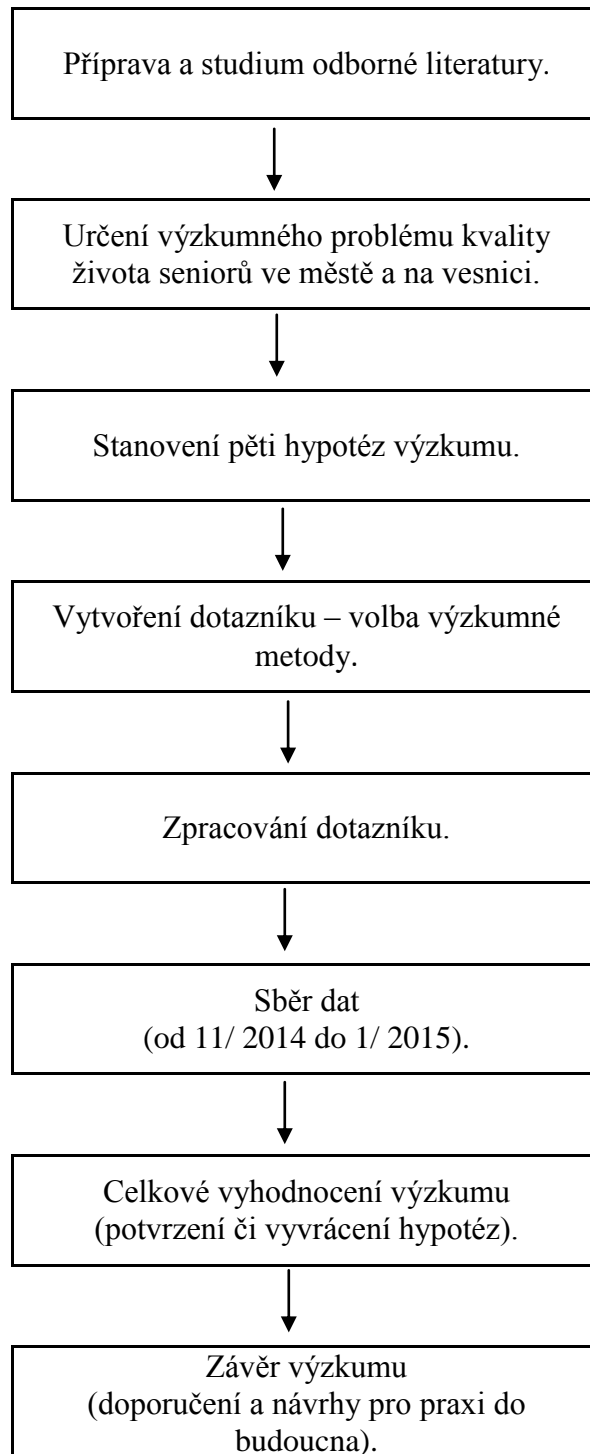 Příprava a studium odborné literatury.
Určení výzkumného problému kvality
života seniorů ve městě a na vesnici.
Stanovení pěti hypotéz výzkumu.
Vytvoření dotazníku – volba výzkumné
metody.
Zpracování dotazníku.
Sběr dat
(od 11/ 2014 do 1/ 2015).
Celkové vyhodnocení výzkumu
(potvrzení či vyvrácení hypotéz).
Závěr výzkumu
(doporučení a návrhy pro praxi do
budoucna).